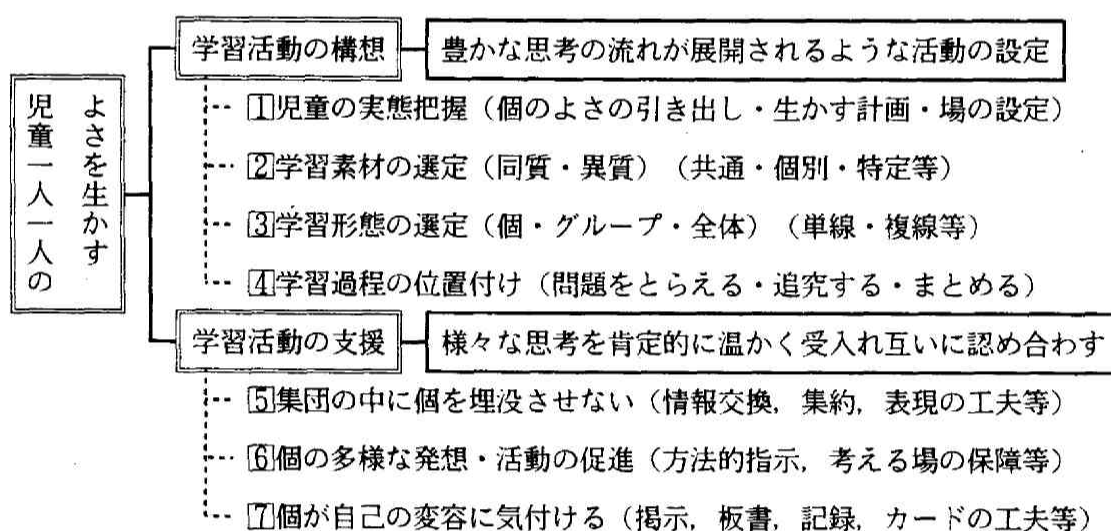 児童一人一人の
よさを生かす
学習活動の構想
豊かな思考の流れが展開されるような活動の設定
1児童の実態把握（個のよさの引き出し・生かす計画・場の設定）
2学習素材の選定（同質・異質）（共通・個別・特定等）
3学習形態の選定（個・グループ・全体）（単線・複線等）
4学習過程の位置付け（問題をとらえる・追究する・まとめる）
学習活動の支援
様々な思考を肯定的に温かく受入れ互いに認め合わす
5集団の中に個を埋没させない（情報交換，集約，表現の工夫等）
6個の多様な発想・活動の促進（方法的指示，考える場の保障等）
7個が自己の変容に気付ける（掲示，板書，記録，カードの工夫等）